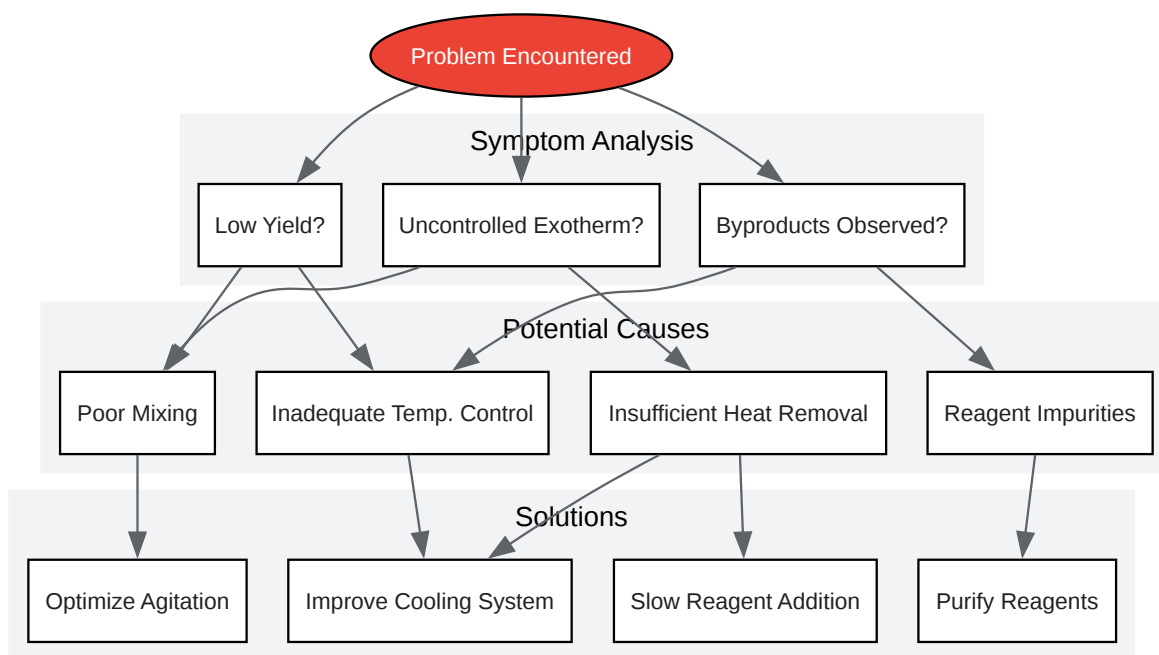 Problem Encountered
Symptom Analysis
Low Yield?
Uncontrolled Exotherm?
Byproducts Observed?
Potential Causes
Poor Mixing
Inadequate Temp. Control
Insufficient Heat Removal
Reagent Impurities
Solutions
Optimize Agitation
Improve Cooling System
Slow Reagent Addition
Purify Reagents